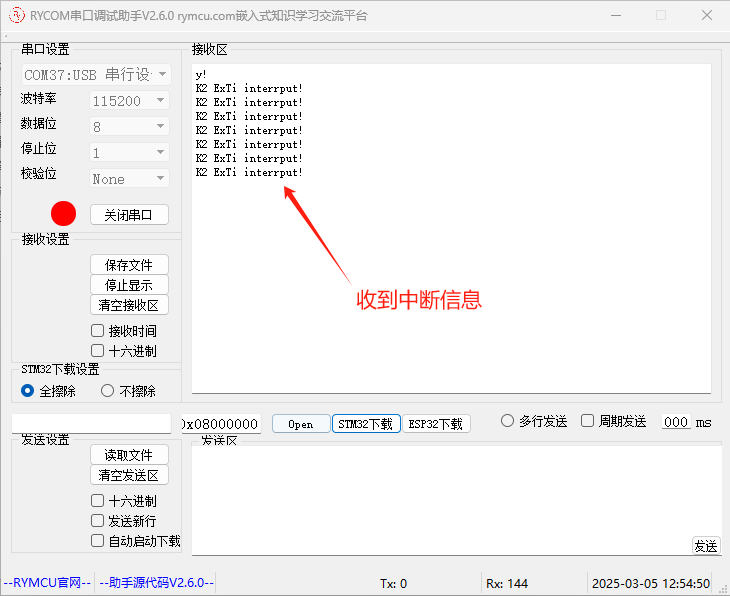 RYCOM串口调试助手V2.6.0 rymcu.com嵌入式知识学习交流平台
串口设置
COM37:USB 串行设
波特率 115200
数据位 8
停止位 1
校验位 None
关闭串口
接收设置
保存文件
停止显示
清空接收区
接收时间
十六进制
STM32下载设置
全擦除 不擦除
接收区
y!
K2 ExTi interrput!
K2 ExTi interrput!
K2 ExTi interrput!
K2 ExTi interrput!
K2 ExTi interrput!
K2 ExTi interrput!
K2 ExTi interrput!
收到中断信息
0x08000000 Open STM32下载 ESP32下载 多行发送 周期发送 000 ms
发送设置
读取文件
清空发送区
十六进制
发送新行
自动启动下载
发送区
发送
--RYMCU官网-- --助手源代码V2.6.0-- Tx: 0 Rx: 144 2025-03-05 12:54:50